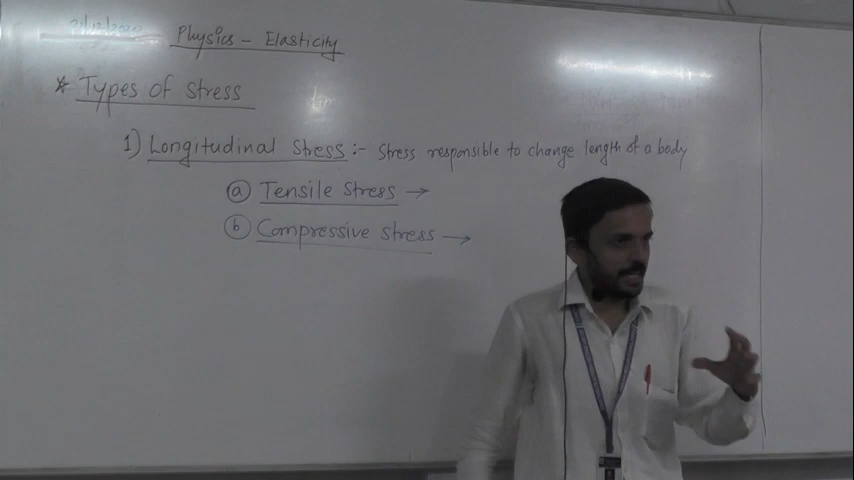 Physics - Elasticity
* Types of stress
1) Longitudinal stress :- stress responsible to change length of a body
ⓐ Tensile stress →
ⓑ Compressive stress →